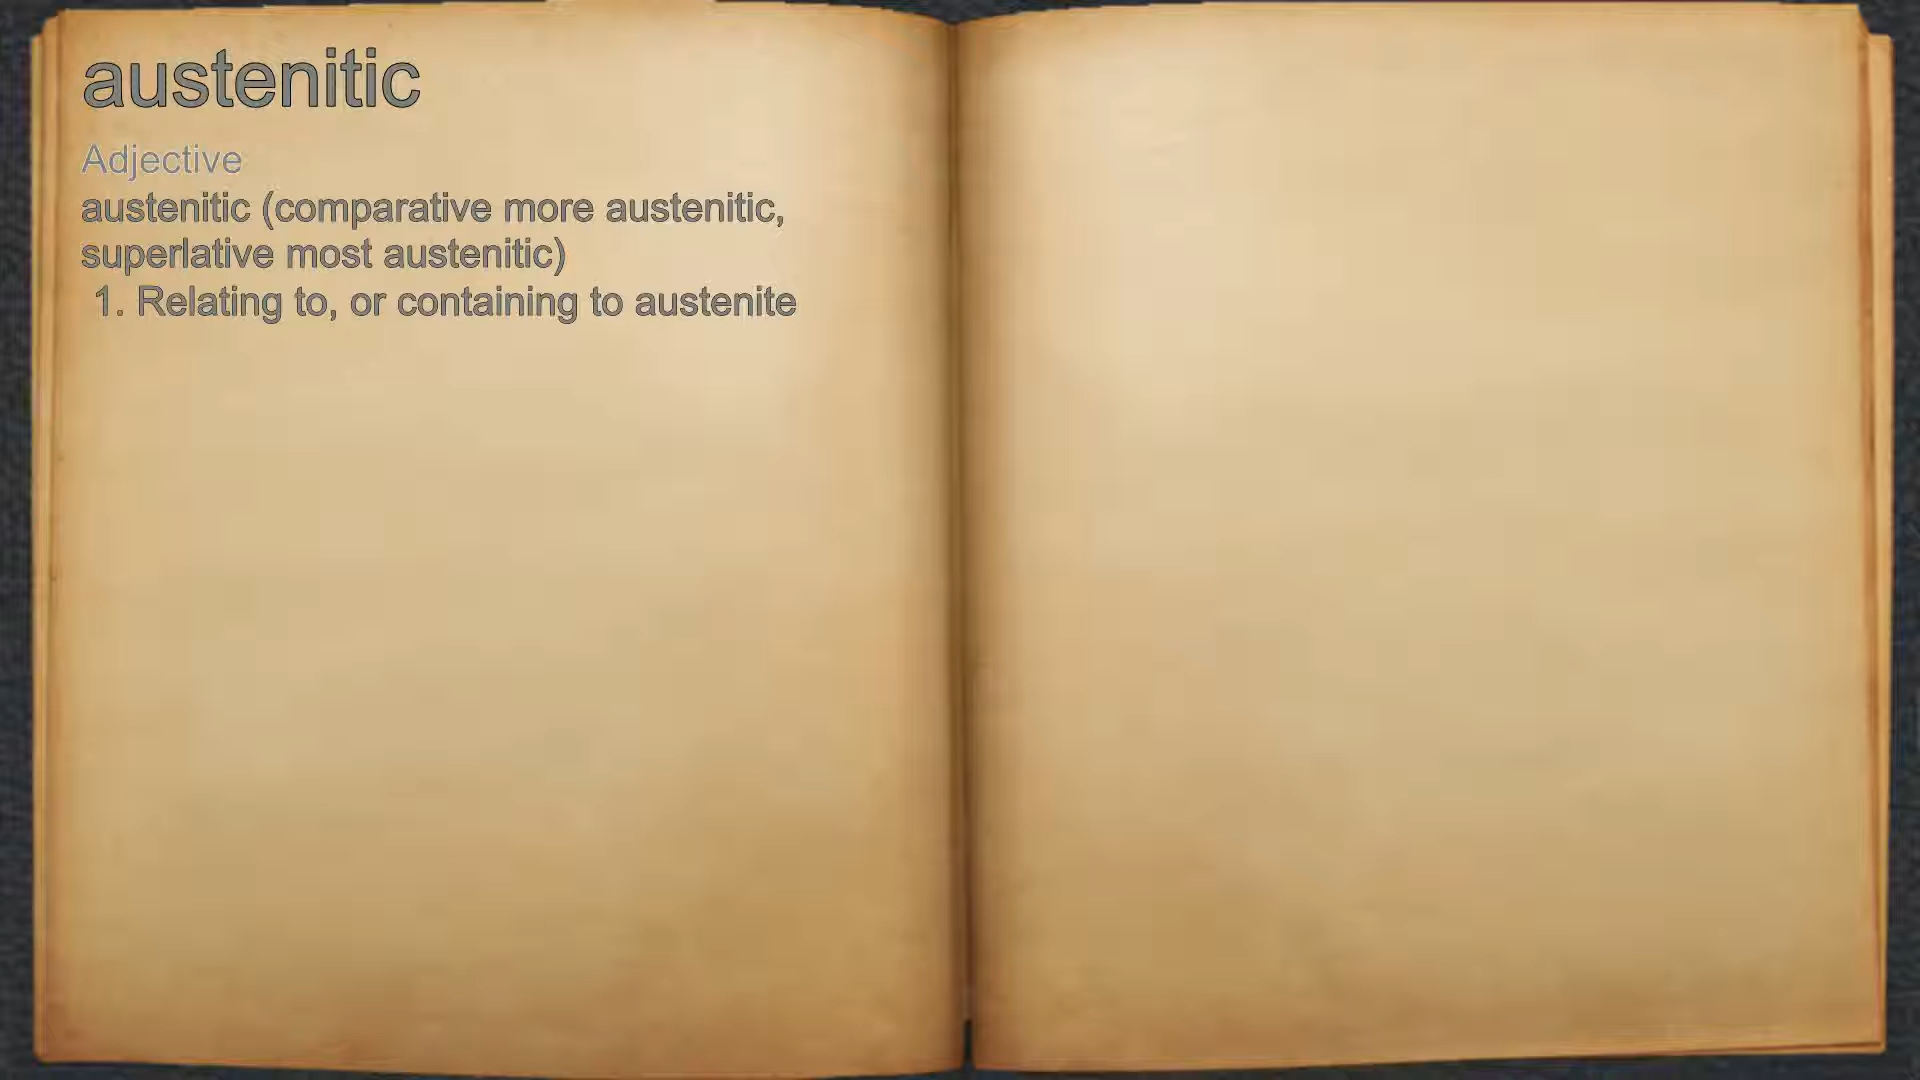 austenitic
Adjective
austenitic (comparative more austenitic,
superlative most austenitic)
1. Relating to, or containing to austenite